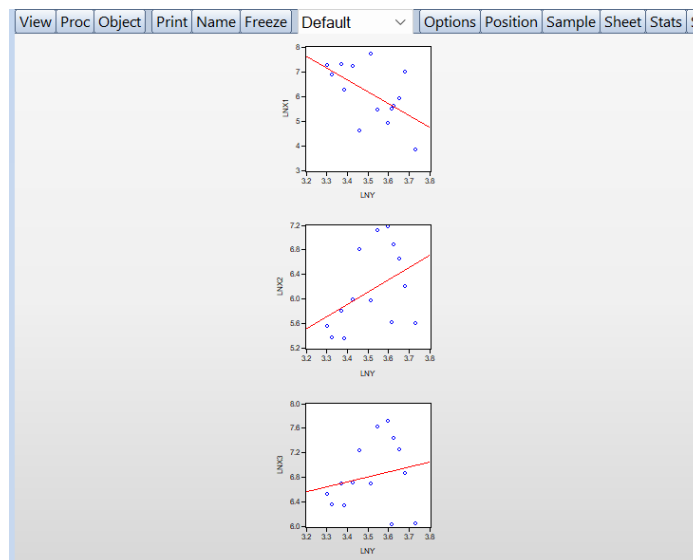 View Proc Object Print Name Freeze Default Options Position Sample Sheet Stats
8
7
6
5
4
3
LNX1
3.2 3.3 3.4 3.5 3.6 3.7 3.8
LNY
7.2
6.8
6.4
6.0
5.6
5.2
LNX2
3.2 3.3 3.4 3.5 3.6 3.7 3.8
LNY
8.0
7.6
7.2
6.8
6.4
6.0
LNX3
3.2 3.3 3.4 3.5 3.6 3.7 3.8
LNY